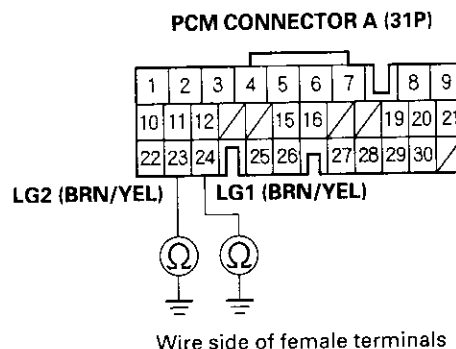 PCM CONNECTOR A (31P)
1 2 3 4 5 6 7 8 9
10 11 12 15 16 19 20 21
22 23 24 25 26 27 28 29 30
LG2 (BRN/YEL) LG1 (BRN/YEL)
Ω Ω
Wire side of female terminals